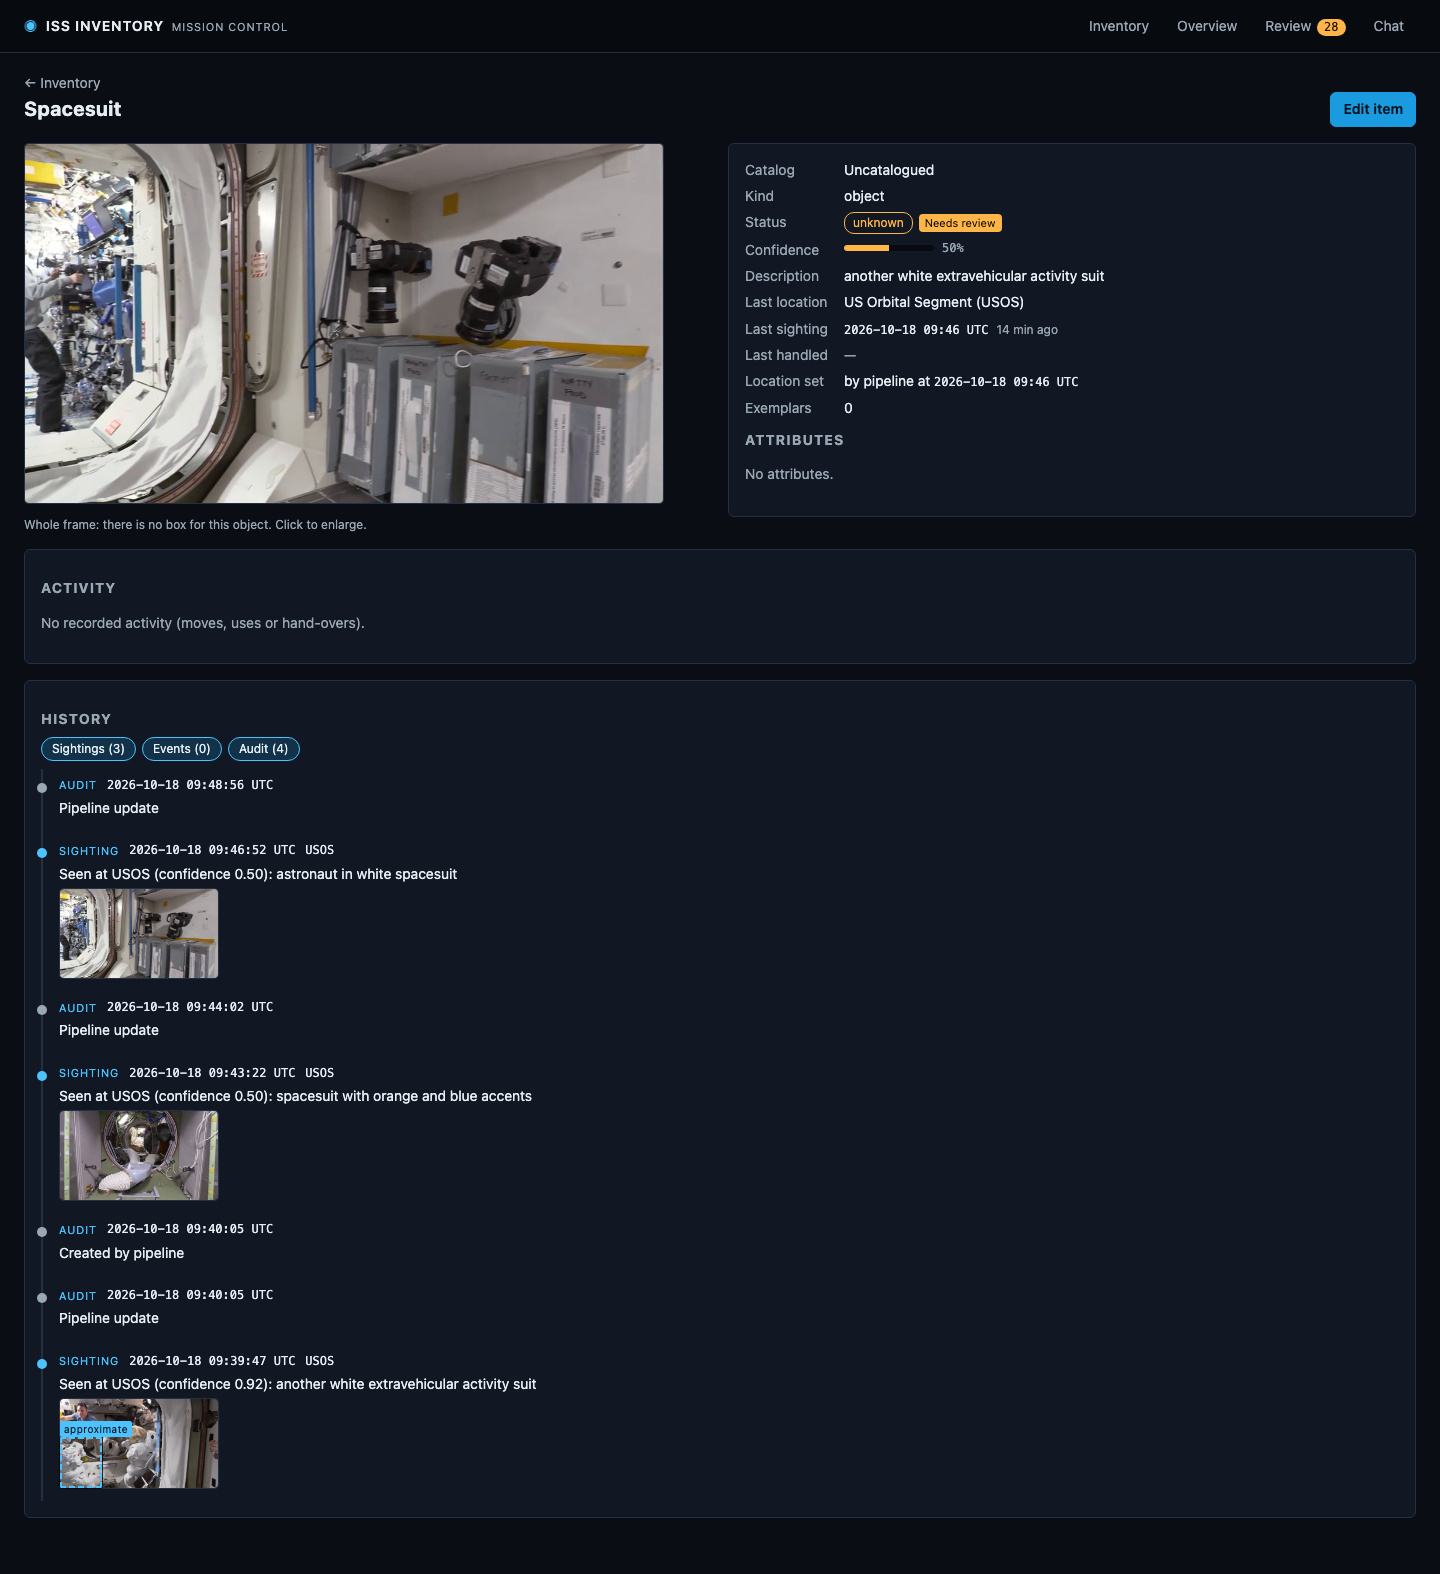 ISS INVENTORY MISSION CONTROL
Inventory Overview Review 28 Chat
← Inventory
Spacesuit
Edit item
Catalog Uncatalogued
Kind object
Status unknown Needs review
Confidence 50%
Description another white extravehicular activity suit
Last location US Orbital Segment (USOS)
Last sighting 2026-10-18 09:46 UTC 14 min ago
Last handled —
Location set by pipeline at 2026-10-18 09:46 UTC
Exemplars 0
ATTRIBUTES
No attributes.
Whole frame: there is no box for this object. Click to enlarge.
ACTIVITY
No recorded activity (moves, uses or hand-overs).
HISTORY
Sightings (3) Events (0) Audit (4)
AUDIT 2026-10-18 09:48:56 UTC
Pipeline update
SIGHTING 2026-10-18 09:46:52 UTC USOS
Seen at USOS (confidence 0.50): astronaut in white spacesuit
AUDIT 2026-10-18 09:44:02 UTC
Pipeline update
SIGHTING 2026-10-18 09:43:22 UTC USOS
Seen at USOS (confidence 0.50): spacesuit with orange and blue accents
AUDIT 2026-10-18 09:40:05 UTC
Created by pipeline
AUDIT 2026-10-18 09:40:05 UTC
Pipeline update
SIGHTING 2026-10-18 09:39:47 UTC USOS
Seen at USOS (confidence 0.92): another white extravehicular activity suit
approximate